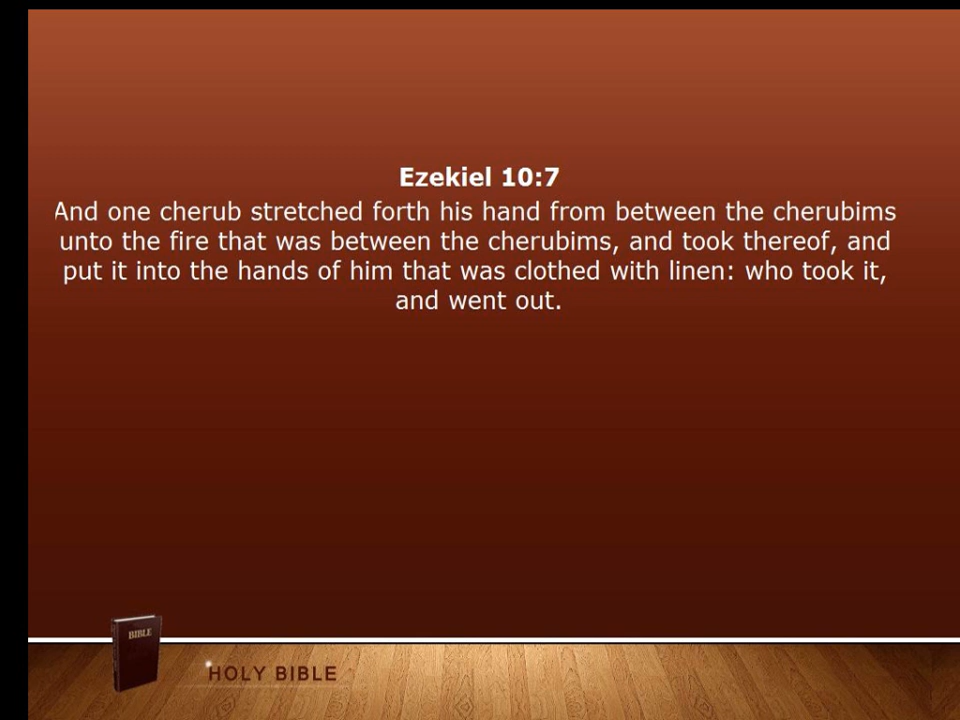 Ezekiel 10:7
And one cherub stretched forth his hand from between the cherubims
unto the fire that was between the cherubims, and took thereof, and
put it into the hands of him that was clothed with linen: who took it,
and went out.
BIBLE
HOLY BIBLE